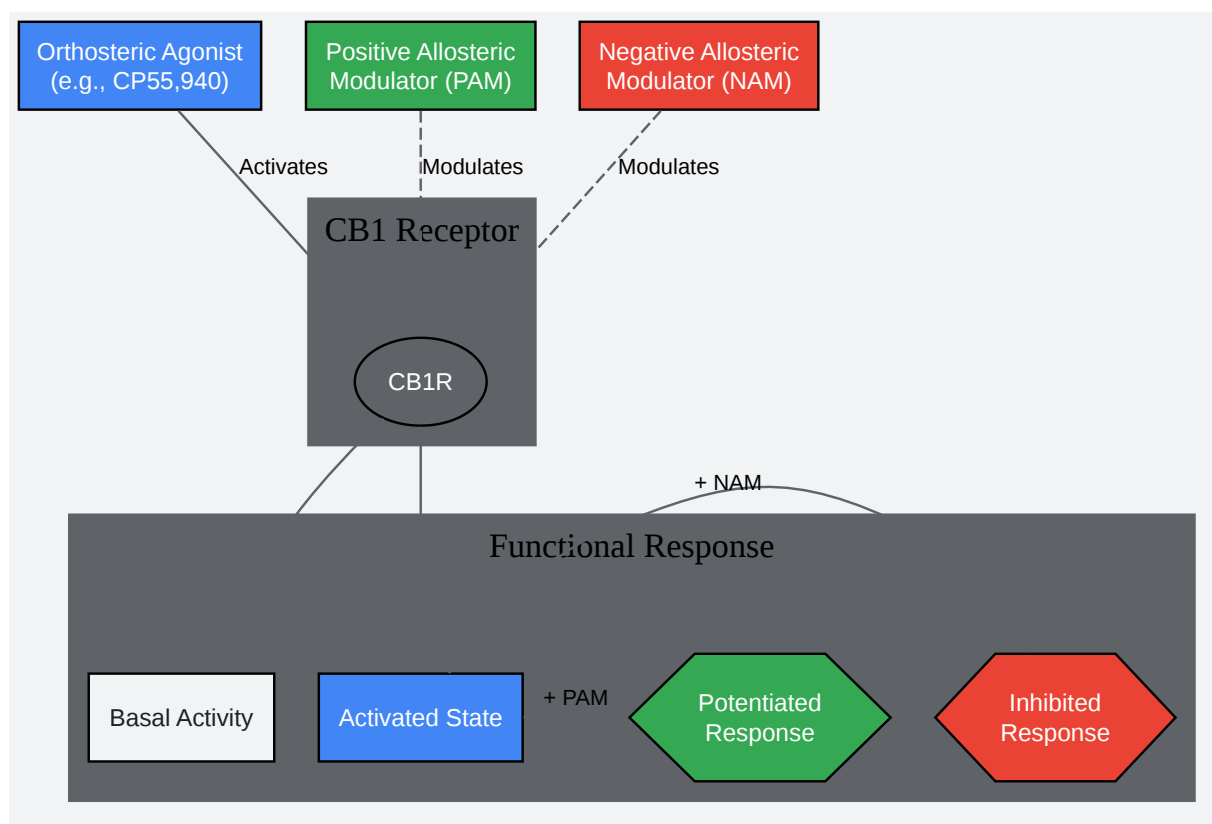 Orthosteric Agonist
(e.g., CP55,940)
Positive Allosteric
Modulator (PAM)
Negative Allosteric
Modulator (NAM)
Activates
Modulates
Modulates
CB1 Receptor
CB1R
+ NAM
Functional Response
Basal Activity
Activated State
+ PAM
Potentiated
Response
Inhibited
Response